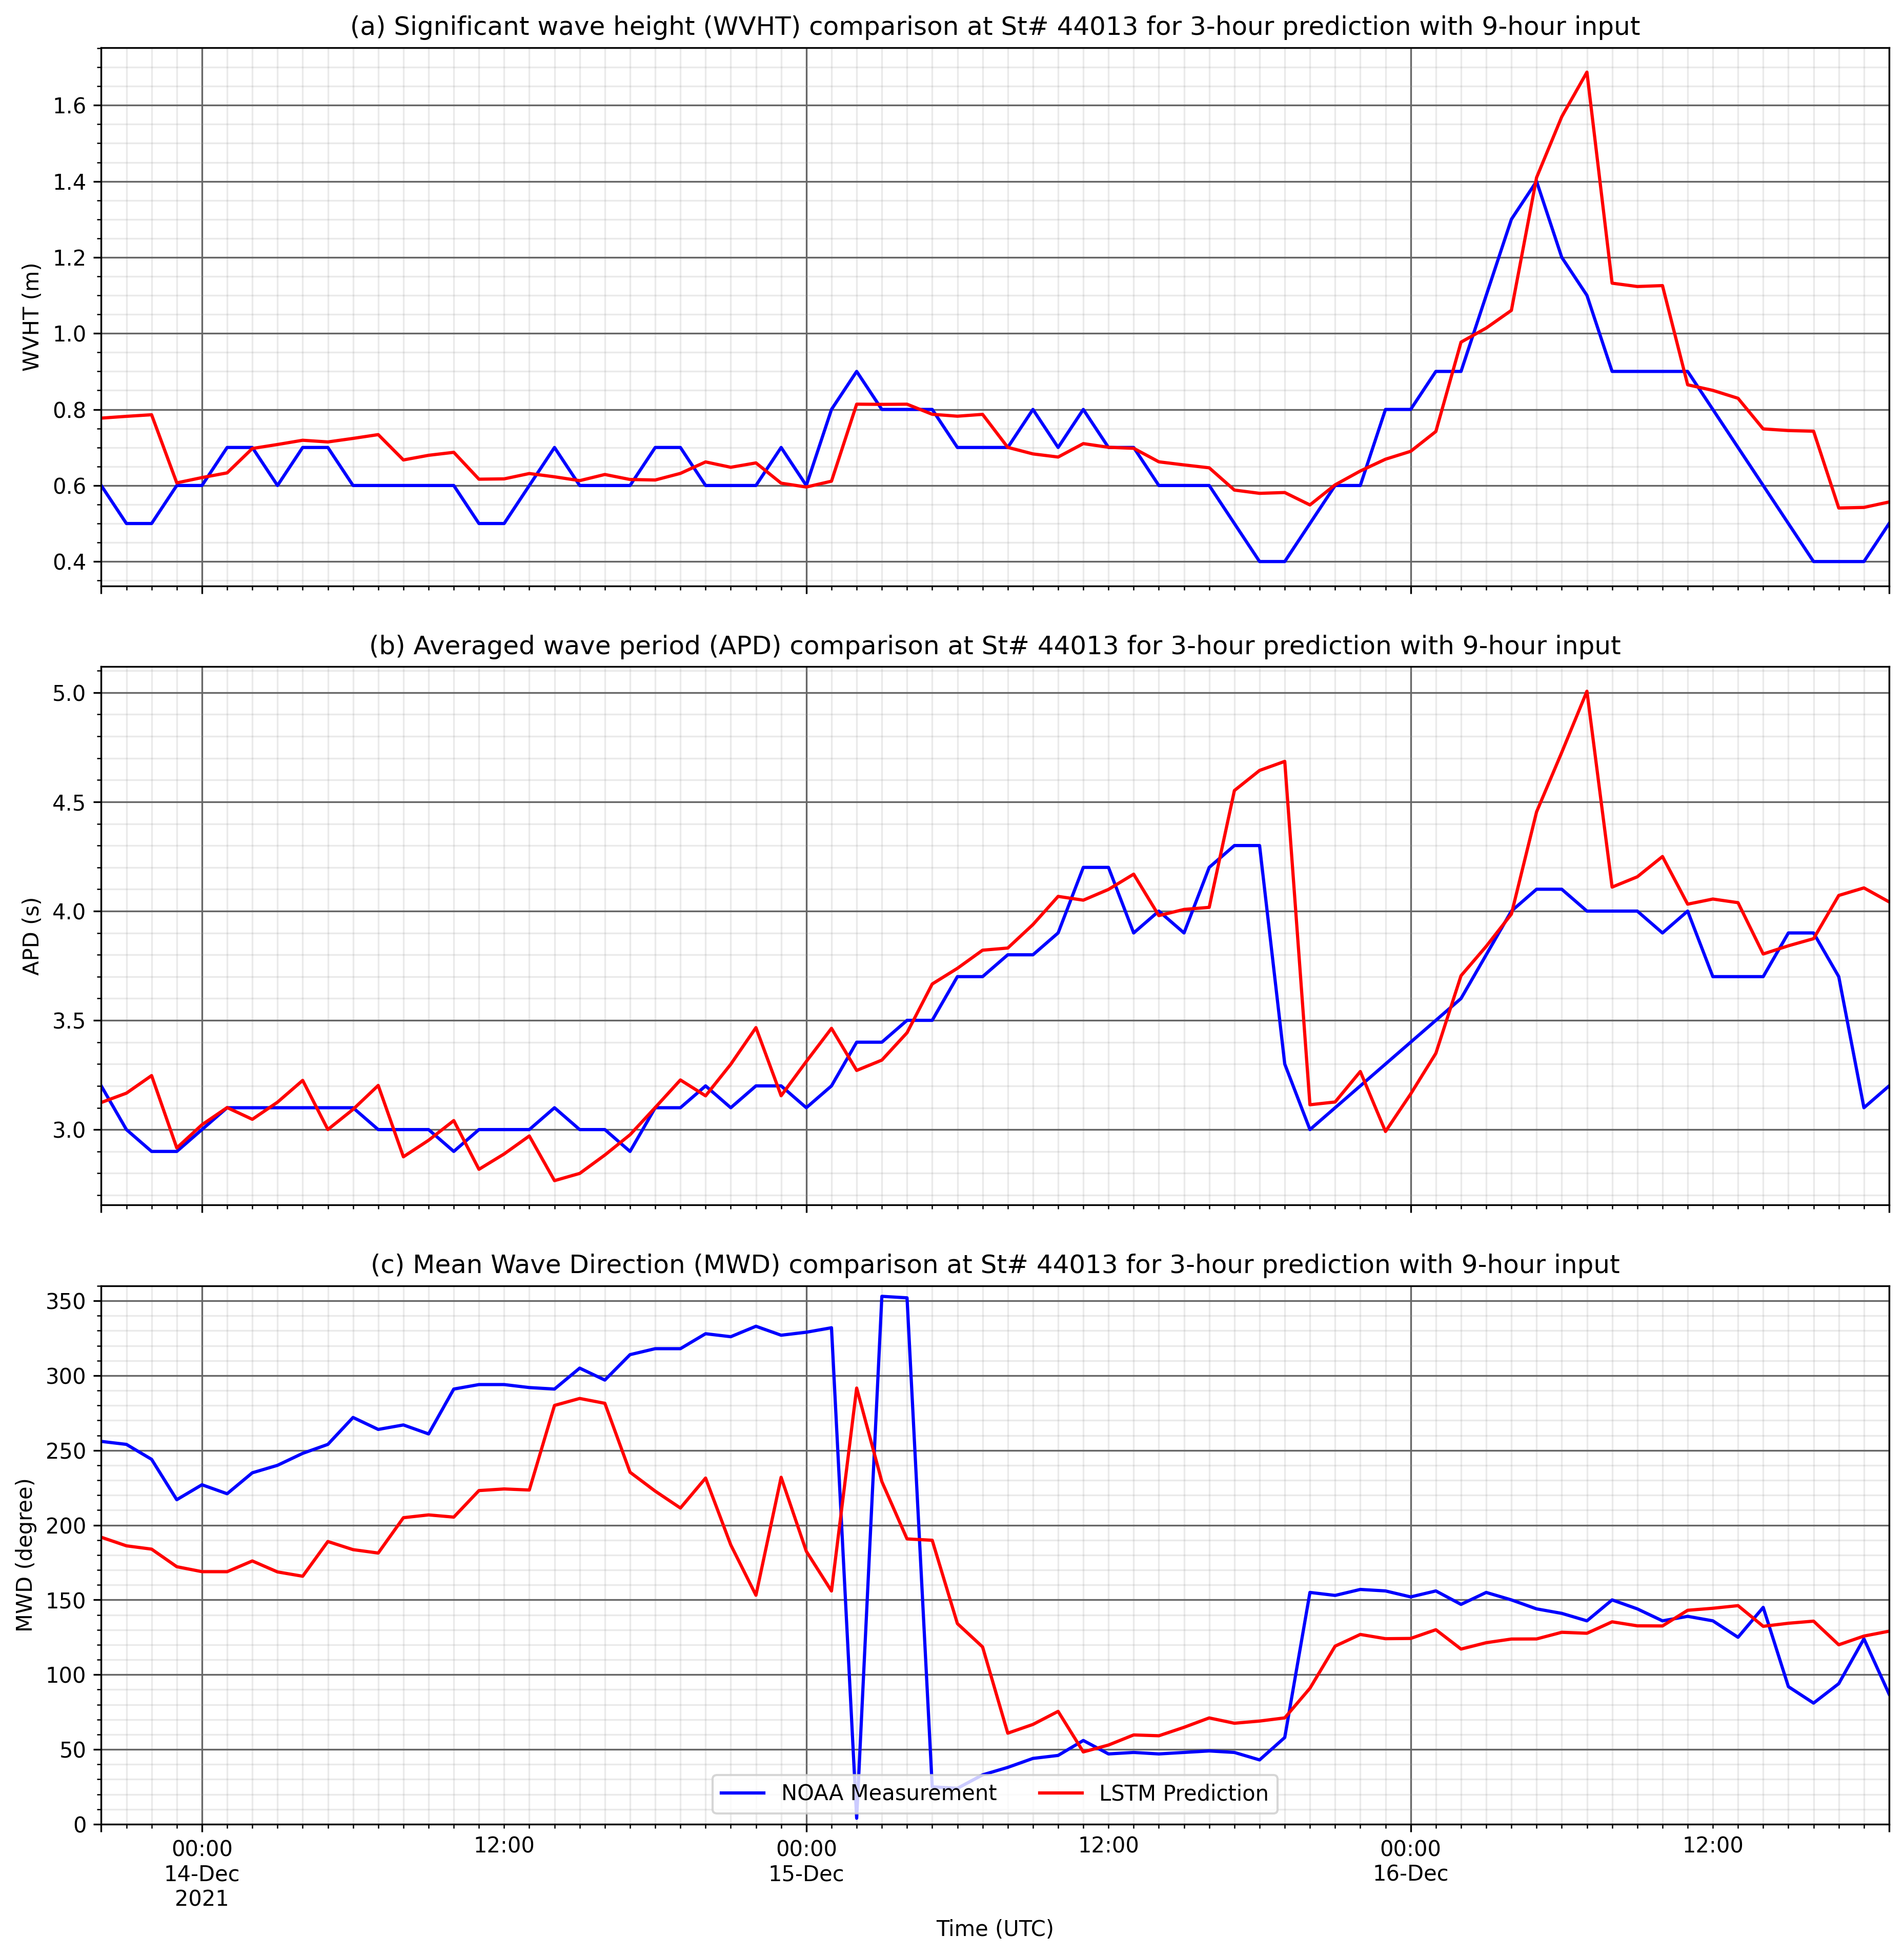 (a) Significant wave height (WVHT) comparison at St# 44013 for 3-hour prediction with 9-hour input
WVHT (m)
1.6
1.4
1.2
1.0
0.8
0.6
0.4
(b) Averaged wave period (APD) comparison at St# 44013 for 3-hour prediction with 9-hour input
APD (s)
5.0
4.5
4.0
3.5
3.0
(c) Mean Wave Direction (MWD) comparison at St# 44013 for 3-hour prediction with 9-hour input
MWD (degree)
350
300
250
200
150
100
50
0
NOAA Measurement LSTM Prediction
00:00 12:00 00:00 12:00 00:00 12:00
14-Dec 15-Dec 16-Dec
2021
Time (UTC)